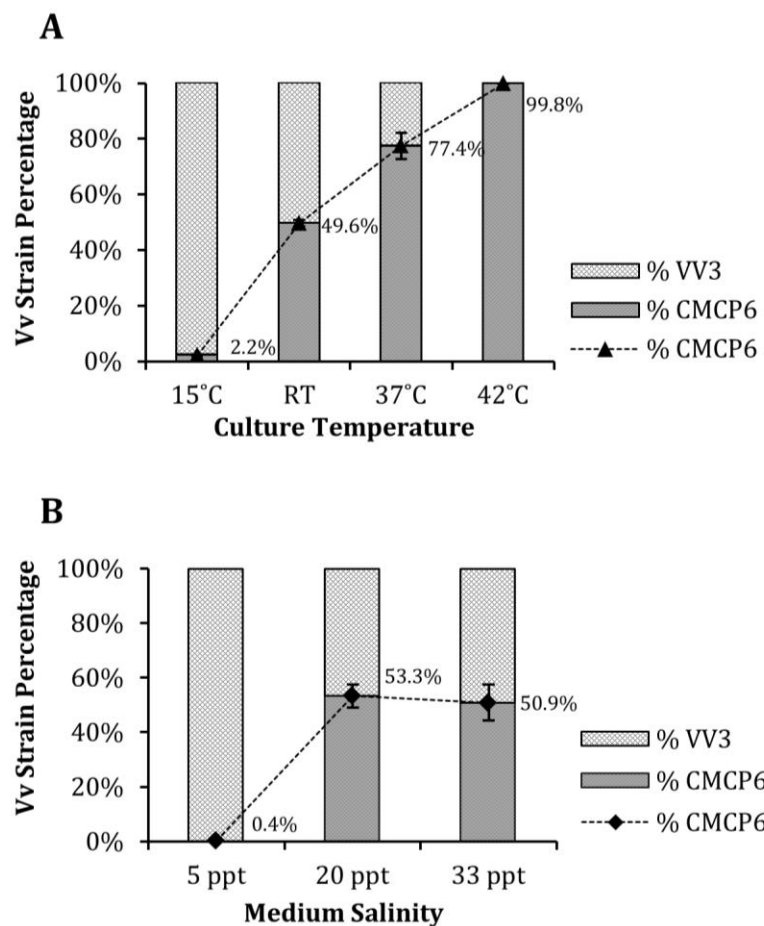 A
Vv Strain Percentage
100%
80%
60%
40%
20%
0%
2.2%
49.6%
77.4%
99.8%
15˚C RT 37˚C 42˚C
Culture Temperature
% VV3
% CMCP6
% CMCP6
B
Vv Strain Percentage
100%
80%
60%
40%
20%
0%
0.4%
53.3%
50.9%
5 ppt 20 ppt 33 ppt
Medium Salinity
% VV3
% CMCP6
% CMCP6